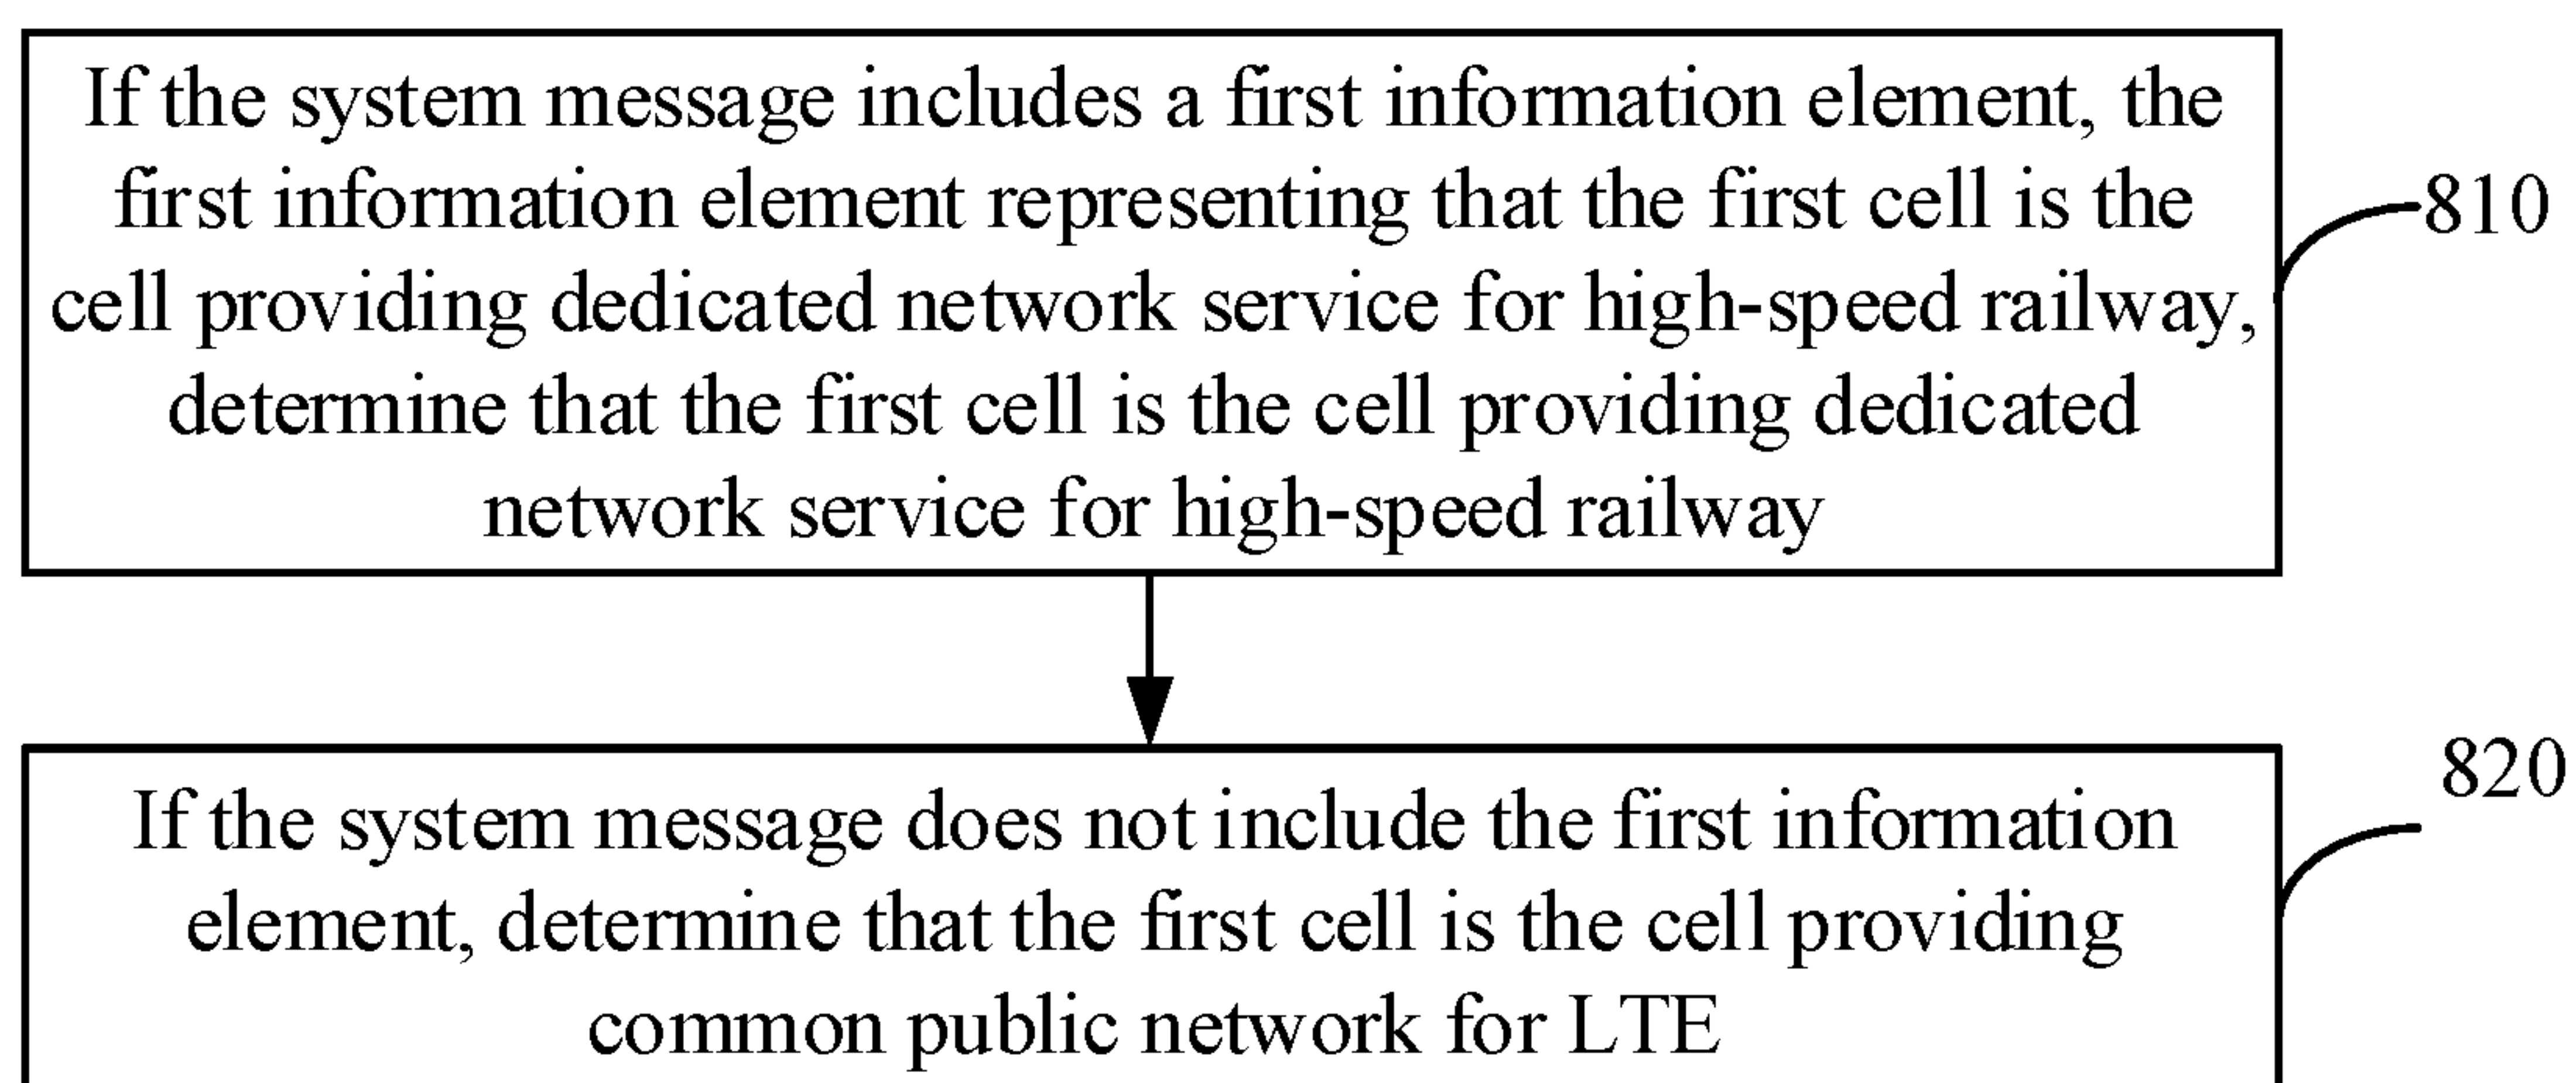 If the system message includes a first information element, the
first information element representing that the first cell is the
cell providing dedicated network service for high-speed railway,
determine that the first cell is the cell providing dedicated
network service for high-speed railway
810
If the system message does not include the first information
element, determine that the first cell is the cell providing
common public network for LTE
820